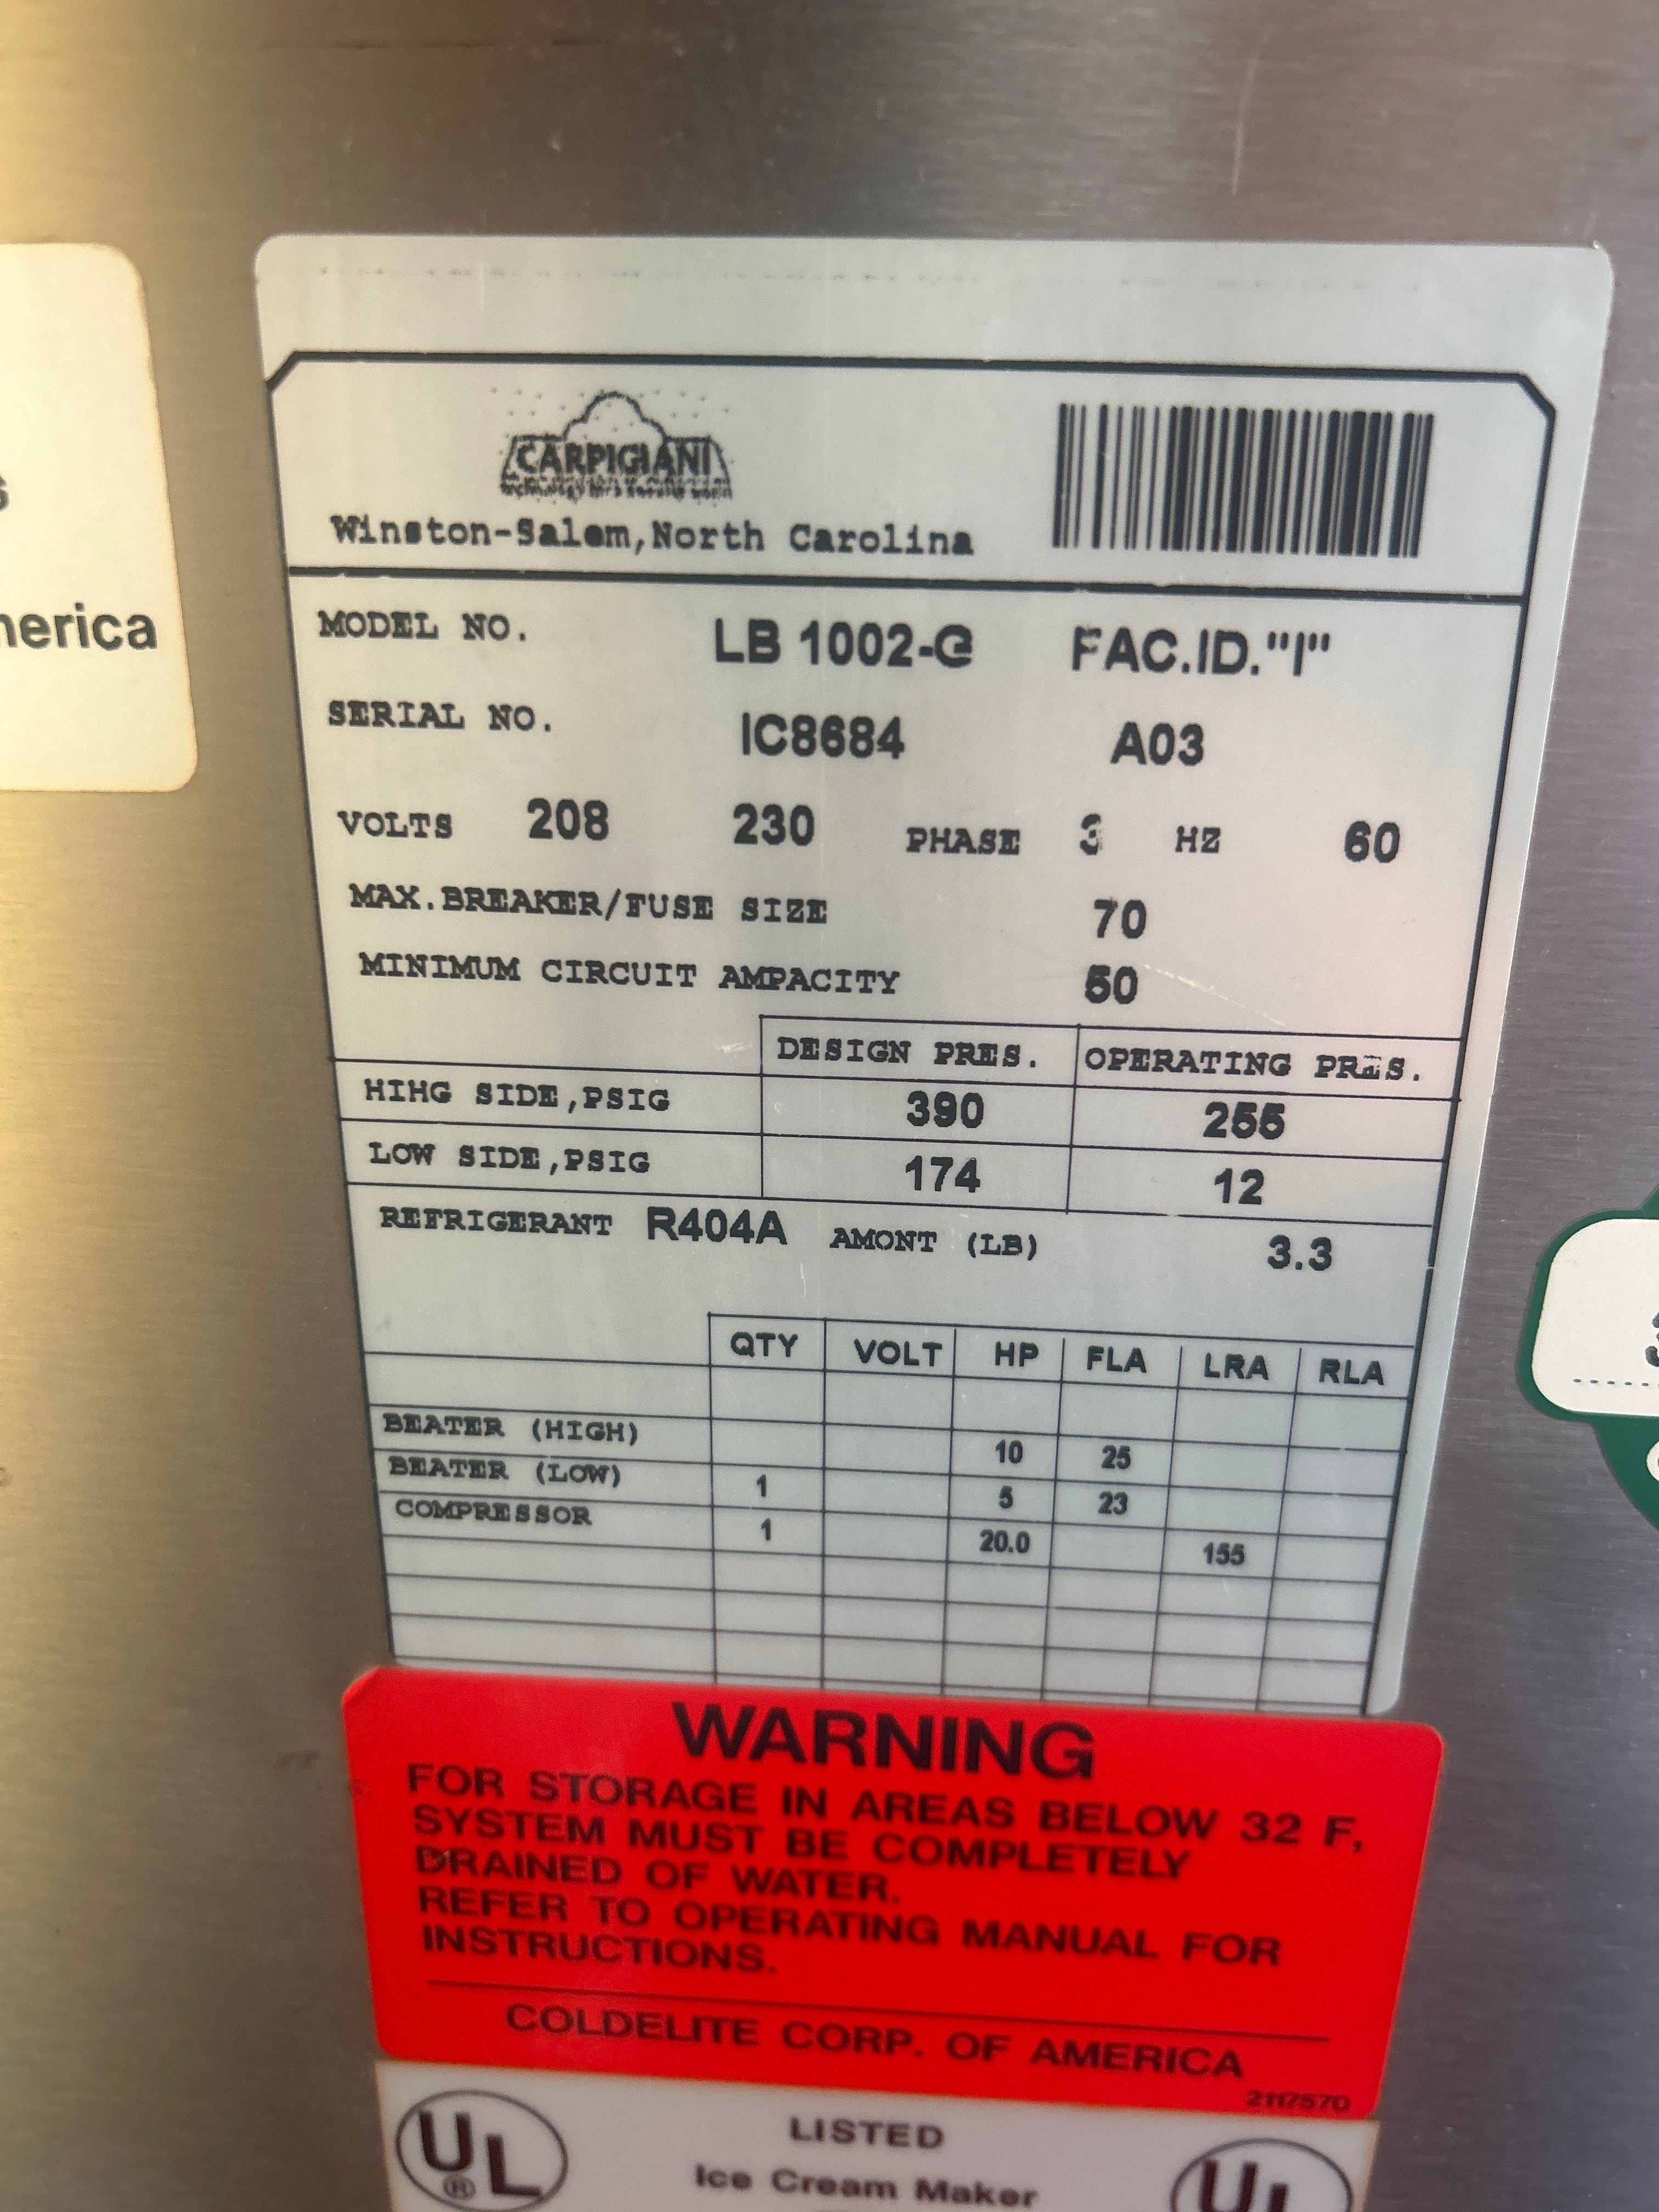 merica
CARPIGIANI
Winston-Salem,North Carolina
MODEL NO. LB 1002-G FAC.ID."I"
SERIAL NO. IC8684 A03
VOLTS 208 230 PHASE 3 HZ 60
MAX.BREAKER/FUSE SIZE 70
MINIMUM CIRCUIT AMPACITY
DESIGN PRES. OPERATING PRES.
HIHG SIDE,PSIG 390 255
LOW SIDE,PSIG 174 12
REFRIGERANT R404A AMONT (LB) 3.3
QTY VOLT HP FLA LRA RLA
BEATER (HIGH) 10 25
BEATER (LOW) 1 5 23
COMPRESSOR 1 20.0 155
WARNING
FOR STORAGE IN AREAS BELOW 32 F,
SYSTEM MUST BE COMPLETELY
DRAINED OF WATER.
REFER TO OPERATING MANUAL FOR
INSTRUCTIONS.
COLDELITE CORP. OF AMERICA
2117570
UL ® LISTED UL
Ice Cream Maker